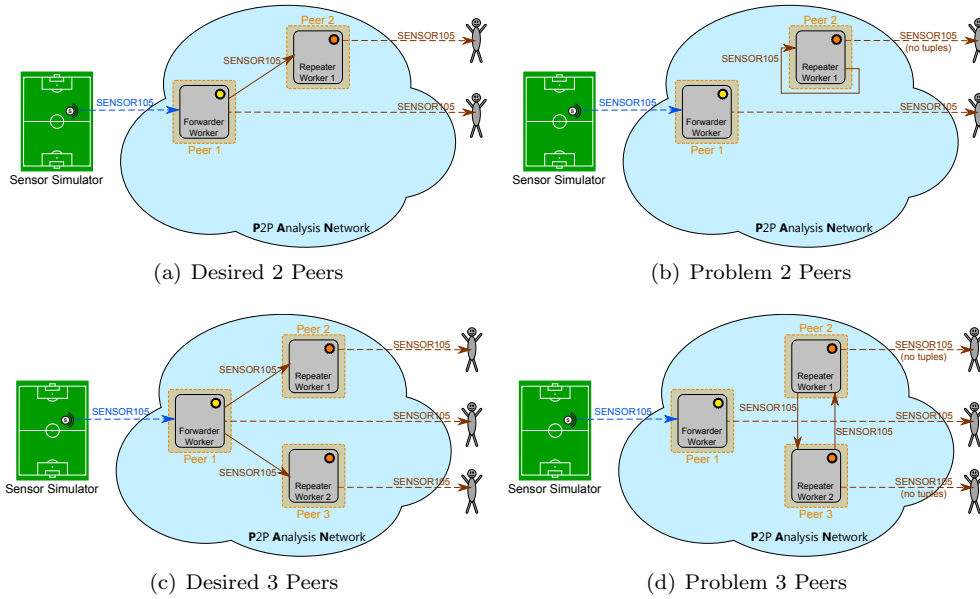 Peer 2
SENSOR105
Repeater
Worker 1
SENSOR105
SENSOR105
SENSOR105
Forwarder
Worker
Peer 1
Sensor Simulator
P2P Analysis Network
(a) Desired 2 Peers
Peer 2
SENSOR105
(no tuples)
SENSOR105
Repeater
Worker 1
SENSOR105
SENSOR105
Forwarder
Worker
Peer 1
Sensor Simulator
P2P Analysis Network
(b) Problem 2 Peers
Peer 2
SENSOR105
Repeater
Worker 1
SENSOR105
SENSOR105
SENSOR105
Forwarder
Worker
Peer 1
SENSOR105
SENSOR105
Repeater
Worker 2
Peer 3
Sensor Simulator
P2P Analysis Network
(c) Desired 3 Peers
Peer 2
SENSOR105
(no tuples)
Repeater
Worker 1
SENSOR105
SENSOR105
SENSOR105
SENSOR105
Forwarder
Worker
Peer 1
SENSOR105
(no tuples)
Repeater
Worker 2
Peer 3
Sensor Simulator
P2P Analysis Network
(d) Problem 3 Peers